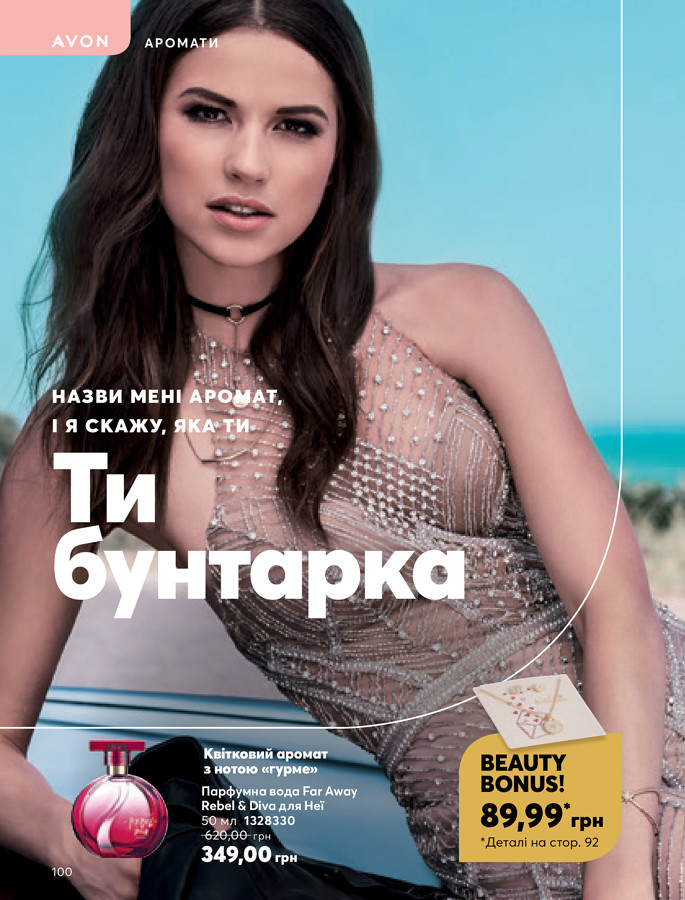 AVON
АРОМАТИ
НАЗВИ МЕНІ АРОМАТ,
І Я СКАЖУ, ЯКА ТИ
Ти
бунтарка
Квітковий аромат
з нотою «гурме»
Парфумна вода Far Away
Rebel & Diva для Неї
50 мл 1328330
620,00 грн
349,00 грн
BEAUTY
BONUS!
89,99* грн
*Деталі на стор. 92
100